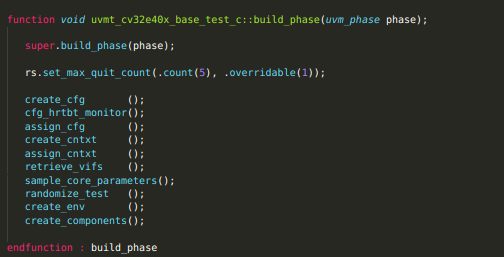 function void uvmt_cv32e40x_base_test_c::build_phase(uvm_phase phase);
super.build_phase(phase);
rs.set_max_quit_count(.count(5), .overridable(1));
create_cfg       ();
cfg_hrtbt_monitor();
assign_cfg       ();
create_cntxt     ();
assign_cntxt     ();
retrieve_vifs    ();
sample_core_parameters();
randomize_test   ();
create_env       ();
create_components();
endfunction : build_phase